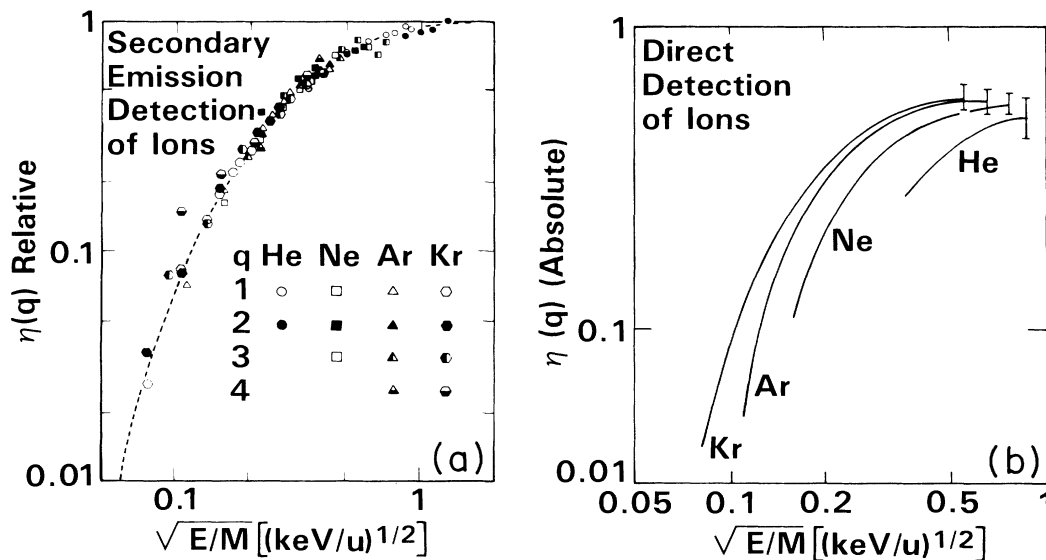 Secondary
Emission
Detection
of Ions
1
0.1
0.01
η(q) Relative
q He Ne Ar Kr
1
2
3
4
(a)
0.1 1
√E/M [(keV/u)^1/2]
Direct
Detection
of Ions
1
0.1
0.01
η (q) (Absolute)
He
Ne
Ar
Kr
(b)
0.05 0.1 0.2 0.5 1
√E/M [(keV/u)^1/2]